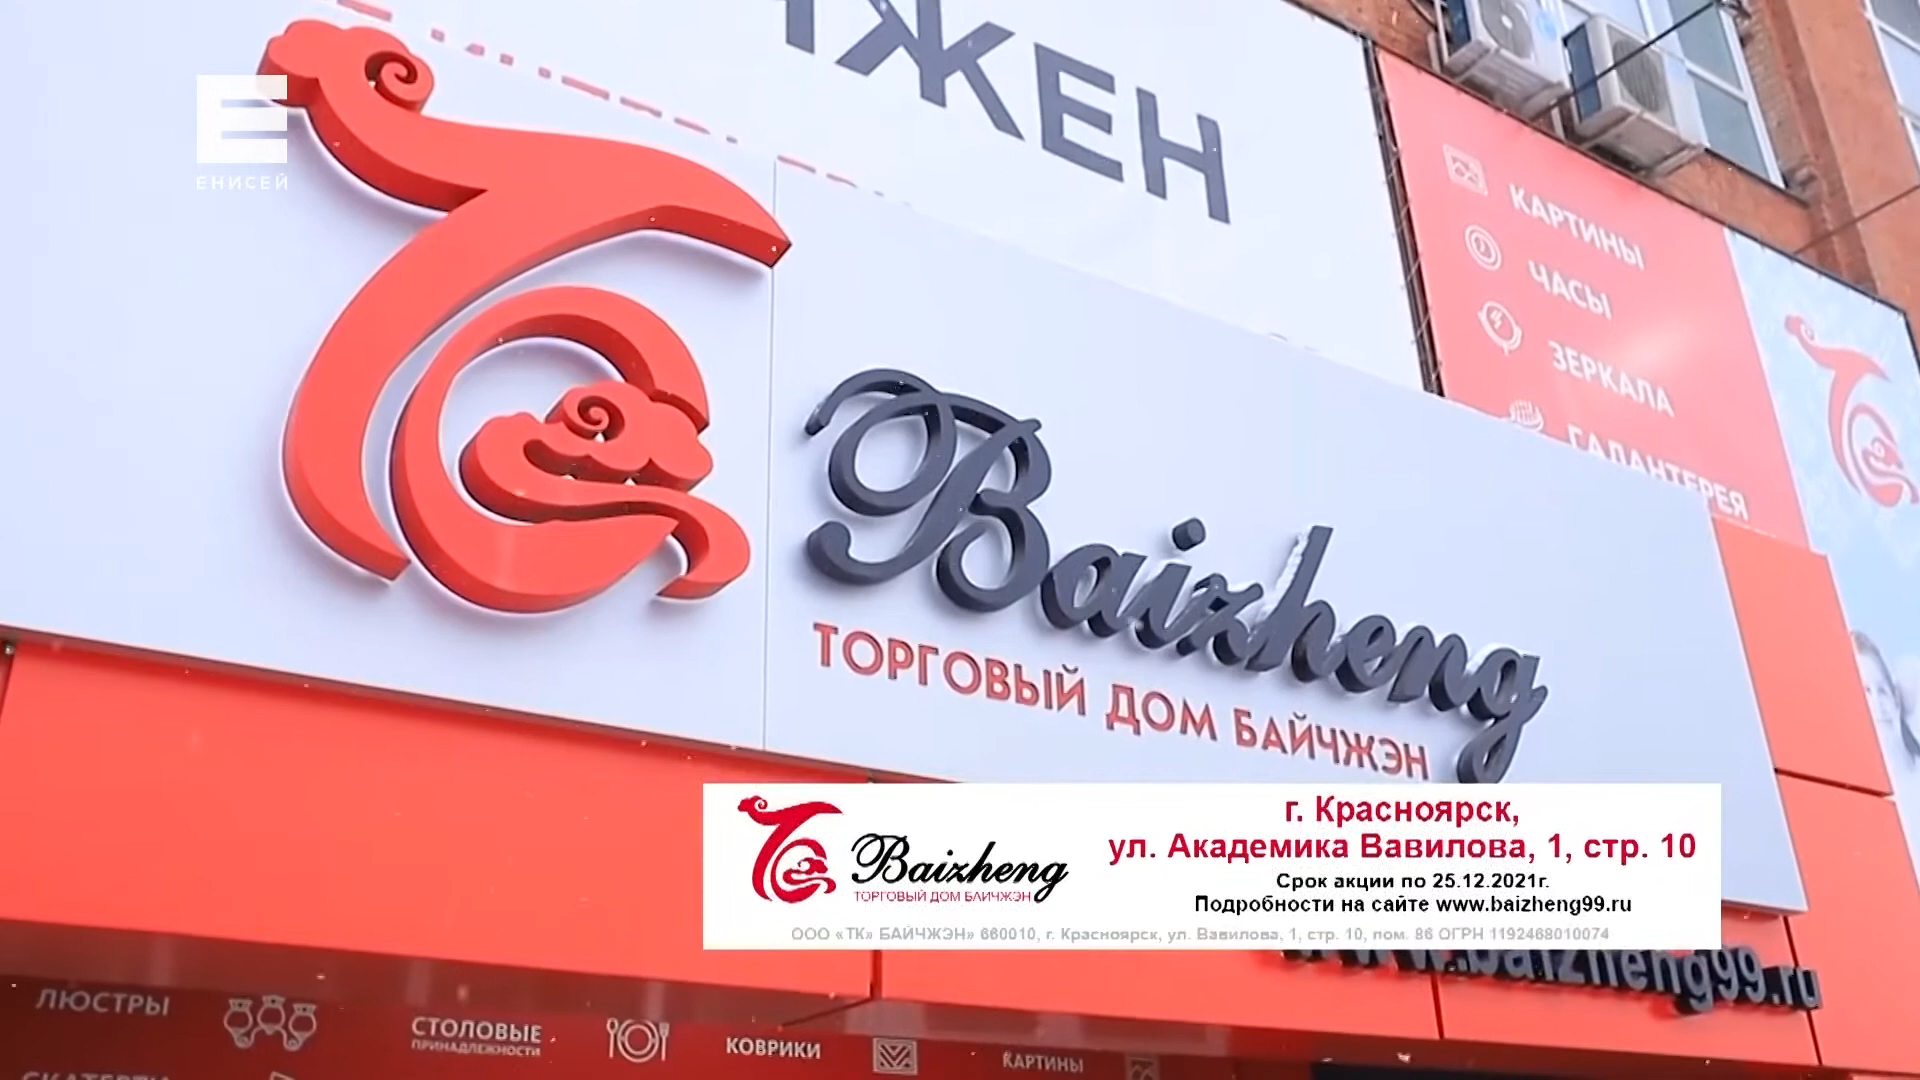 ЖЕН
ЕНИСЕЙ
КАРТИНЫ
ЧАСЫ
ЗЕРКАЛА
ГАЛАНТЕРЕЯ
Baizheng
ТОРГОВЫЙ ДОМ БАЙЧЖЭН
Baizheng
ТОРГОВЫЙ ДОМ БАЙЧЖЭН
г. Красноярск,
ул. Академика Вавилова, 1, стр. 10
Срок акции по 25.12.2021г.
Подробности на сайте www.baizheng99.ru
ООО «ТК» БАЙЧЖЭН» 660010, г. Красноярск, ул. Вавилова, 1, стр. 10, пом. 86 ОГРН 1192468010074
www.baizheng99.ru
ЛЮСТРЫ
СТОЛОВЫЕ
ПРИНАДЛЕЖНОСТИ
КОВРИКИ
КАРТИНЫ
СКАТЕРТИ